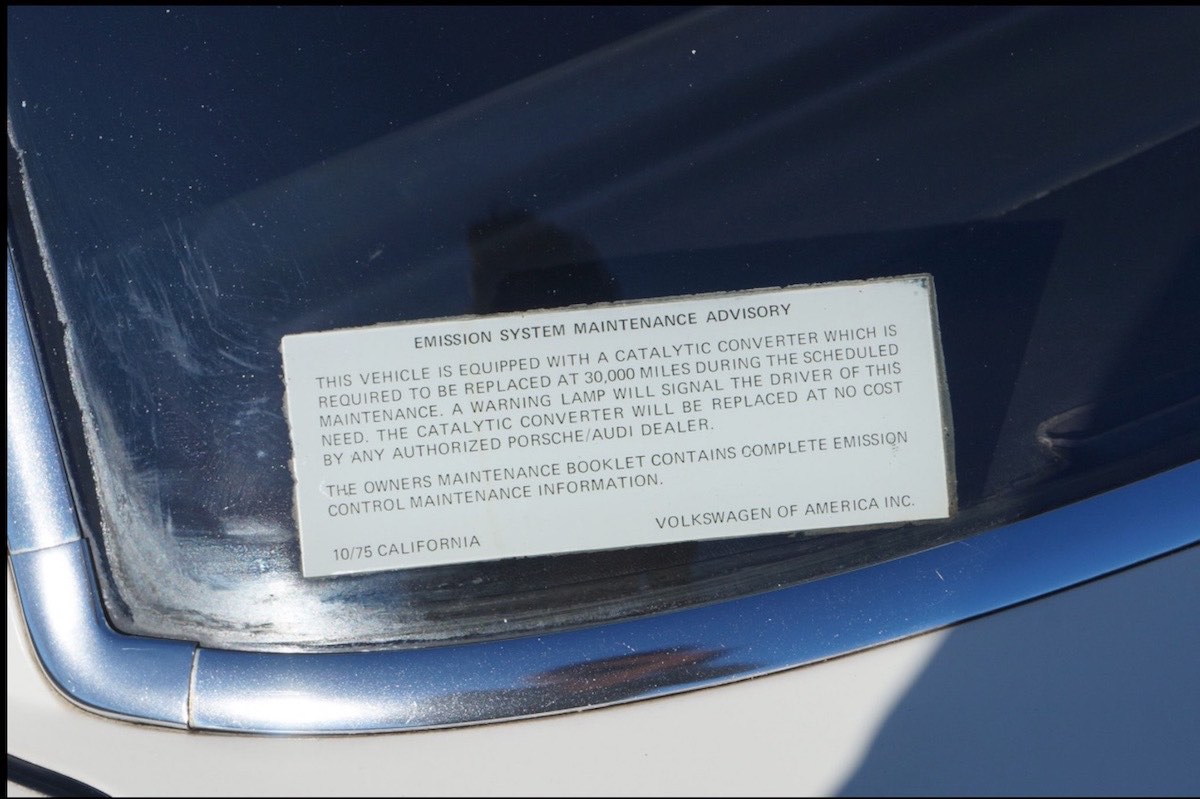 EMISSION SYSTEM MAINTENANCE ADVISORY
THIS VEHICLE IS EQUIPPED WITH A CATALYTIC CONVERTER WHICH IS
REQUIRED TO BE REPLACED AT 30,000 MILES DURING THE SCHEDULED
MAINTENANCE. A WARNING LAMP WILL SIGNAL THE DRIVER OF THIS
NEED. THE CATALYTIC CONVERTER WILL BE REPLACED AT NO COST
BY ANY AUTHORIZED PORSCHE/AUDI DEALER.
THE OWNERS MAINTENANCE BOOKLET CONTAINS COMPLETE EMISSION
CONTROL MAINTENANCE INFORMATION.
VOLKSWAGEN OF AMERICA INC.
10/75 CALIFORNIA